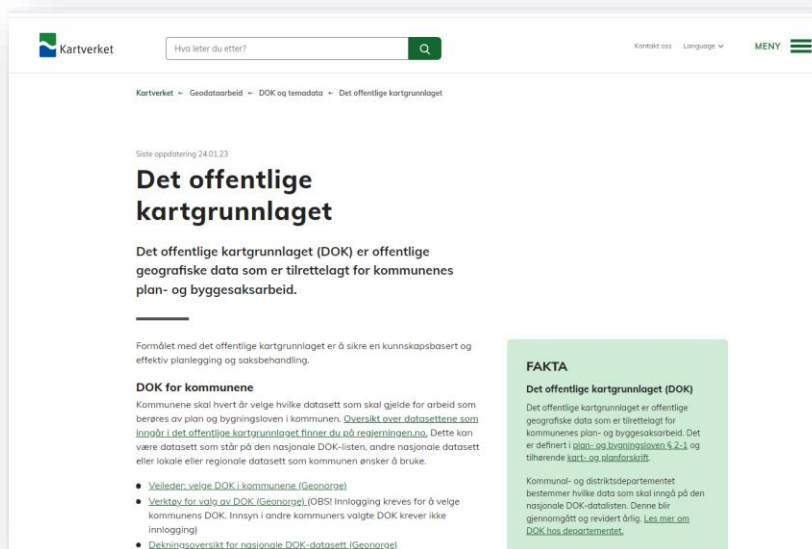 Kartverket
Hva leter du etter?
Kontakt oss
Language
MENY
Kartverket ← Geodataarbeid ← DOK og temadata ← Det offentlige kartgrunnlaget
Siste oppdatering 24.01.23
Det offentlige
kartgrunnlaget
Det offentlige kartgrunnlaget (DOK) er offentlige
geografiske data som er tilrettelagt for kommunenes
plan- og byggesaksarbeid.
Formålet med det offentlige kartgrunnlaget er å sikre en kunnskapsbasert og
effektiv planlegging og saksbehandling.
DOK for kommunene
Kommunene skal hvert år velge hvilke datasett som skal gjelde for arbeid som
berøres av plan og bygningsloven i kommunen. Oversikt over datasettene som
inngår i det offentlige kartgrunnlaget finner du på regjeringen.no. Dette kan
være datasett som står på den nasjonale DOK-listen, andre nasjonale datasett
eller lokale eller regionale datasett som kommunen ønsker å bruke.
Veileder: velge DOK i kommunene (Geonorge)
Verktøy for valg av DOK (Geonorge) (OBS! Innlogging kreves for å velge
kommunens DOK. Innsyn i andre kommuners valgte DOK krever ikke
innlogging)
Dekningsoversikt for nasjonale DOK-datasett (Geonorge)
FAKTA
Det offentlige kartgrunnlaget (DOK)
Det offentlige kartgrunnlaget er offentlige
geografiske data som er tilrettelagt for
kommunenes plan- og byggesaksarbeid. Det
er definert i plan- og bygningsloven § 2-1 og
tilhørende kart- og planforskrift.
Kommunal- og distriktsdepartementet
bestemmer hvilke data som skal inngå på den
nasjonale DOK-datalisten. Denne blir
gjennomgått og revidert årlig. Les mer om
DOK hos departementet.